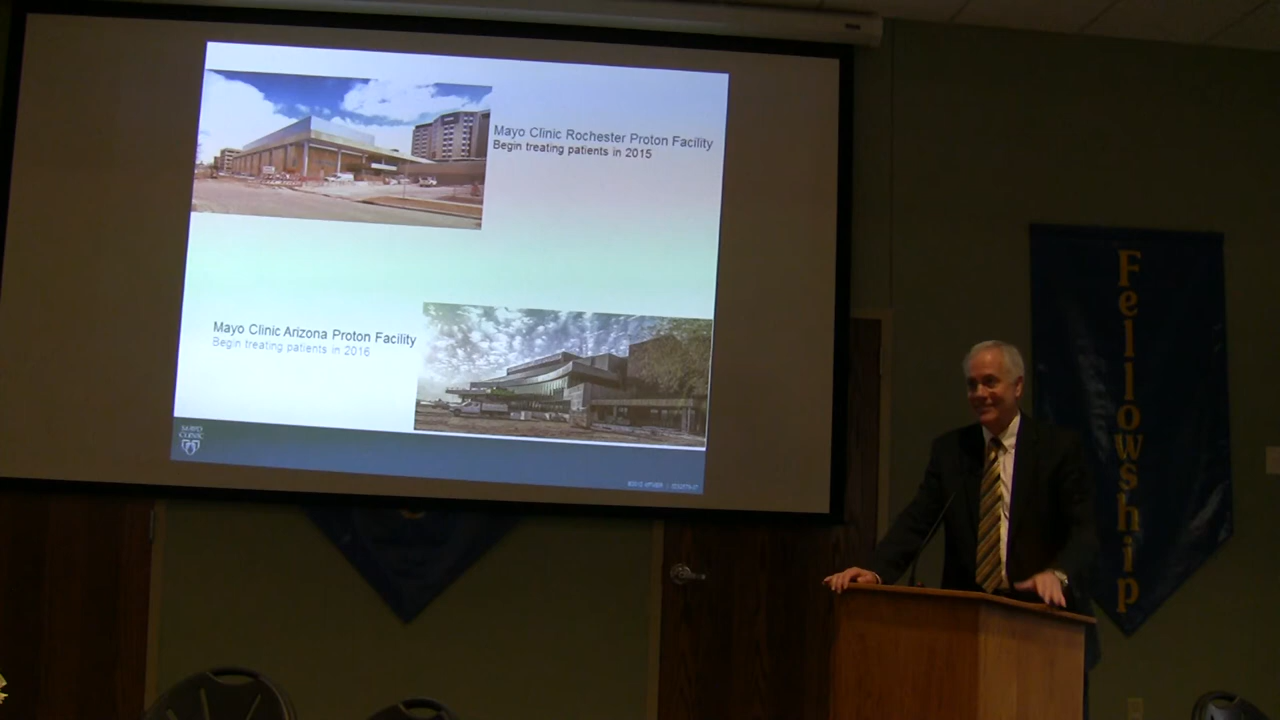 Mayo Clinic Rochester Proton Facility
Begin treating patients in 2015
Mayo Clinic Arizona Proton Facility
Begin treating patients in 2016
MAYO
CLINIC
Fellowship